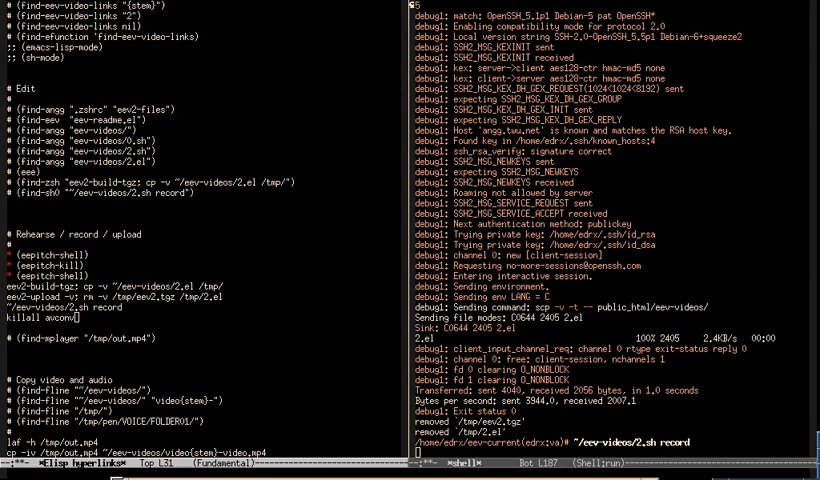 # (find-eev-video-links "{stem}")
# (find-eev-video-links "2")
# (find-eev-video-links nil)
# (find-efunction 'find-eev-video-links)
;; (emacs-lisp-mode)
;; (sh-mode)
# Edit
#
# (find-angg ".zshrc" "eev2-files")
# (find-eev "eev-readme.el")
# (find-angg "eev-videos/")
# (find-angg "eev-videos/0.sh")
# (find-angg "eev-videos/2.sh")
# (find-angg "eev-videos/2.el")
# (eee)
# (find-zsh "eev2-build-tgz; cp -v ~/eev-videos/2.el /tmp/")
# (find-sh0 "~/eev-videos/2.sh record")
# Rehearse / record / upload
#
* (eepitch-shell)
* (eepitch-kill)
* (eepitch-shell)
eev2-build-tgz; cp -v ~/eev-videos/2.el /tmp/
eev2-upload -v; rm -v /tmp/eev2.tgz /tmp/2.el
~/eev-videos/2.sh record
killall avconv
# (find-mplayer "/tmp/out.mp4")
# Copy video and audio
# (find-fline "~/eev-videos/")
# (find-fline "~/eev-videos/" "video{stem}-")
# (find-fline "/tmp/")
# (find-fline "/tmp/pen/VOICE/FOLDER01/")
#
laf -h /tmp/out.mp4
cp -iv /tmp/out.mp4 ~/eev-videos/video{stem}-video.mp4
--:**- *Elisp hyperlinks* Top L31 (Fundamental)
5
debug1: match: OpenSSH_5.1p1 Debian-5 pat OpenSSH*
debug1: Enabling compatibility mode for protocol 2.0
debug1: Local version string SSH-2.0-OpenSSH_5.5p1 Debian-6+squeeze2
debug1: SSH2_MSG_KEXINIT sent
debug1: SSH2_MSG_KEXINIT received
debug1: kex: server->client aes128-ctr hmac-md5 none
debug1: kex: client->server aes128-ctr hmac-md5 none
debug1: SSH2_MSG_KEX_DH_GEX_REQUEST(1024<1024<8192) sent
debug1: expecting SSH2_MSG_KEX_DH_GEX_GROUP
debug1: SSH2_MSG_KEX_DH_GEX_INIT sent
debug1: expecting SSH2_MSG_KEX_DH_GEX_REPLY
debug1: Host 'angg.twu.net' is known and matches the RSA host key.
debug1: Found key in /home/edrx/.ssh/known_hosts:4
debug1: ssh_rsa_verify: signature correct
debug1: SSH2_MSG_NEWKEYS sent
debug1: expecting SSH2_MSG_NEWKEYS
debug1: SSH2_MSG_NEWKEYS received
debug1: Roaming not allowed by server
debug1: SSH2_MSG_SERVICE_REQUEST sent
debug1: SSH2_MSG_SERVICE_ACCEPT received
debug1: Next authentication method: publickey
debug1: Trying private key: /home/edrx/.ssh/id_rsa
debug1: Trying private key: /home/edrx/.ssh/id_dsa
debug1: channel 0: new [client-session]
debug1: Requesting no-more-sessions@openssh.com
debug1: Entering interactive session.
debug1: Sending environment.
debug1: Sending env LANG = C
debug1: Sending command: scp -v -t -- public_html/eev-videos/
Sending file modes: C0644 2405 2.el
Sink: C0644 2405 2.el
2.el 100% 2405 2.4KB/s 00:00
debug1: client_input_channel_req: channel 0 rtype exit-status reply 0
debug1: channel 0: free: client-session, nchannels 1
debug1: fd 0 clearing O_NONBLOCK
debug1: fd 1 clearing O_NONBLOCK
Transferred: sent 4040, received 2056 bytes, in 1.0 seconds
Bytes per second: sent 3944.0, received 2007.1
debug1: Exit status 0
removed `/tmp/eev2.tgz'
removed `/tmp/2.el'
/home/edrx/eev-current(edrx:va)# ~/eev-videos/2.sh record
--:**- *shell* Bot L187 (Shell:run)